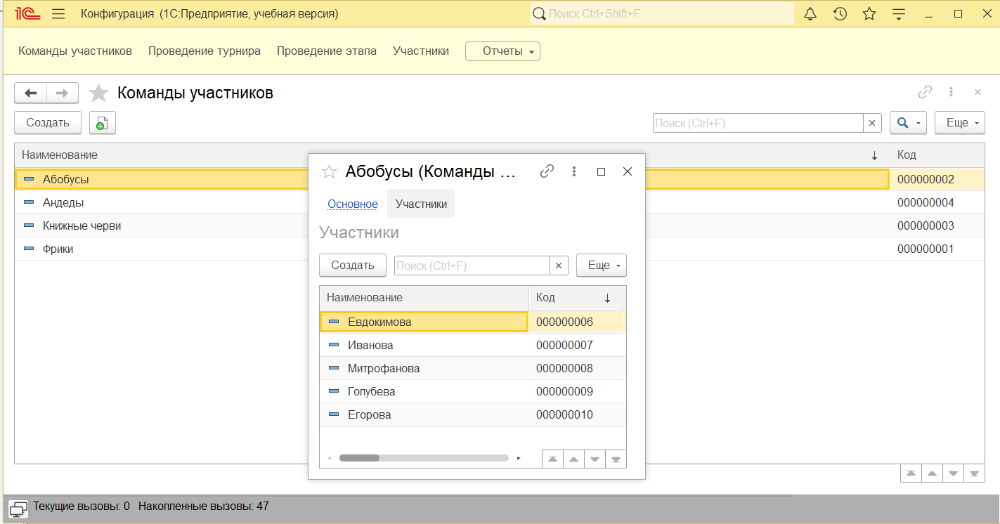 1С Конфигурация (1С:Предприятие, учебная версия) Поиск Ctrl+Shift+F
Команды участников Проведение турнира Проведение этапа Участники Отчеты
Команды участников
Создать Поиск (Ctrl+F) × Еще
Наименование Код
Абобусы 000000002
Андеды 000000004
Книжные черви 000000003
Фрики 000000001
Абобусы (Команды ...
Основное Участники
Участники
Создать Поиск (Ctrl+F) × Еще
Наименование Код
Евдокимова 000000006
Иванова 000000007
Митрофанова 000000008
Голубева 000000009
Егорова 000000010
Текущие вызовы: 0 Накопленные вызовы: 47